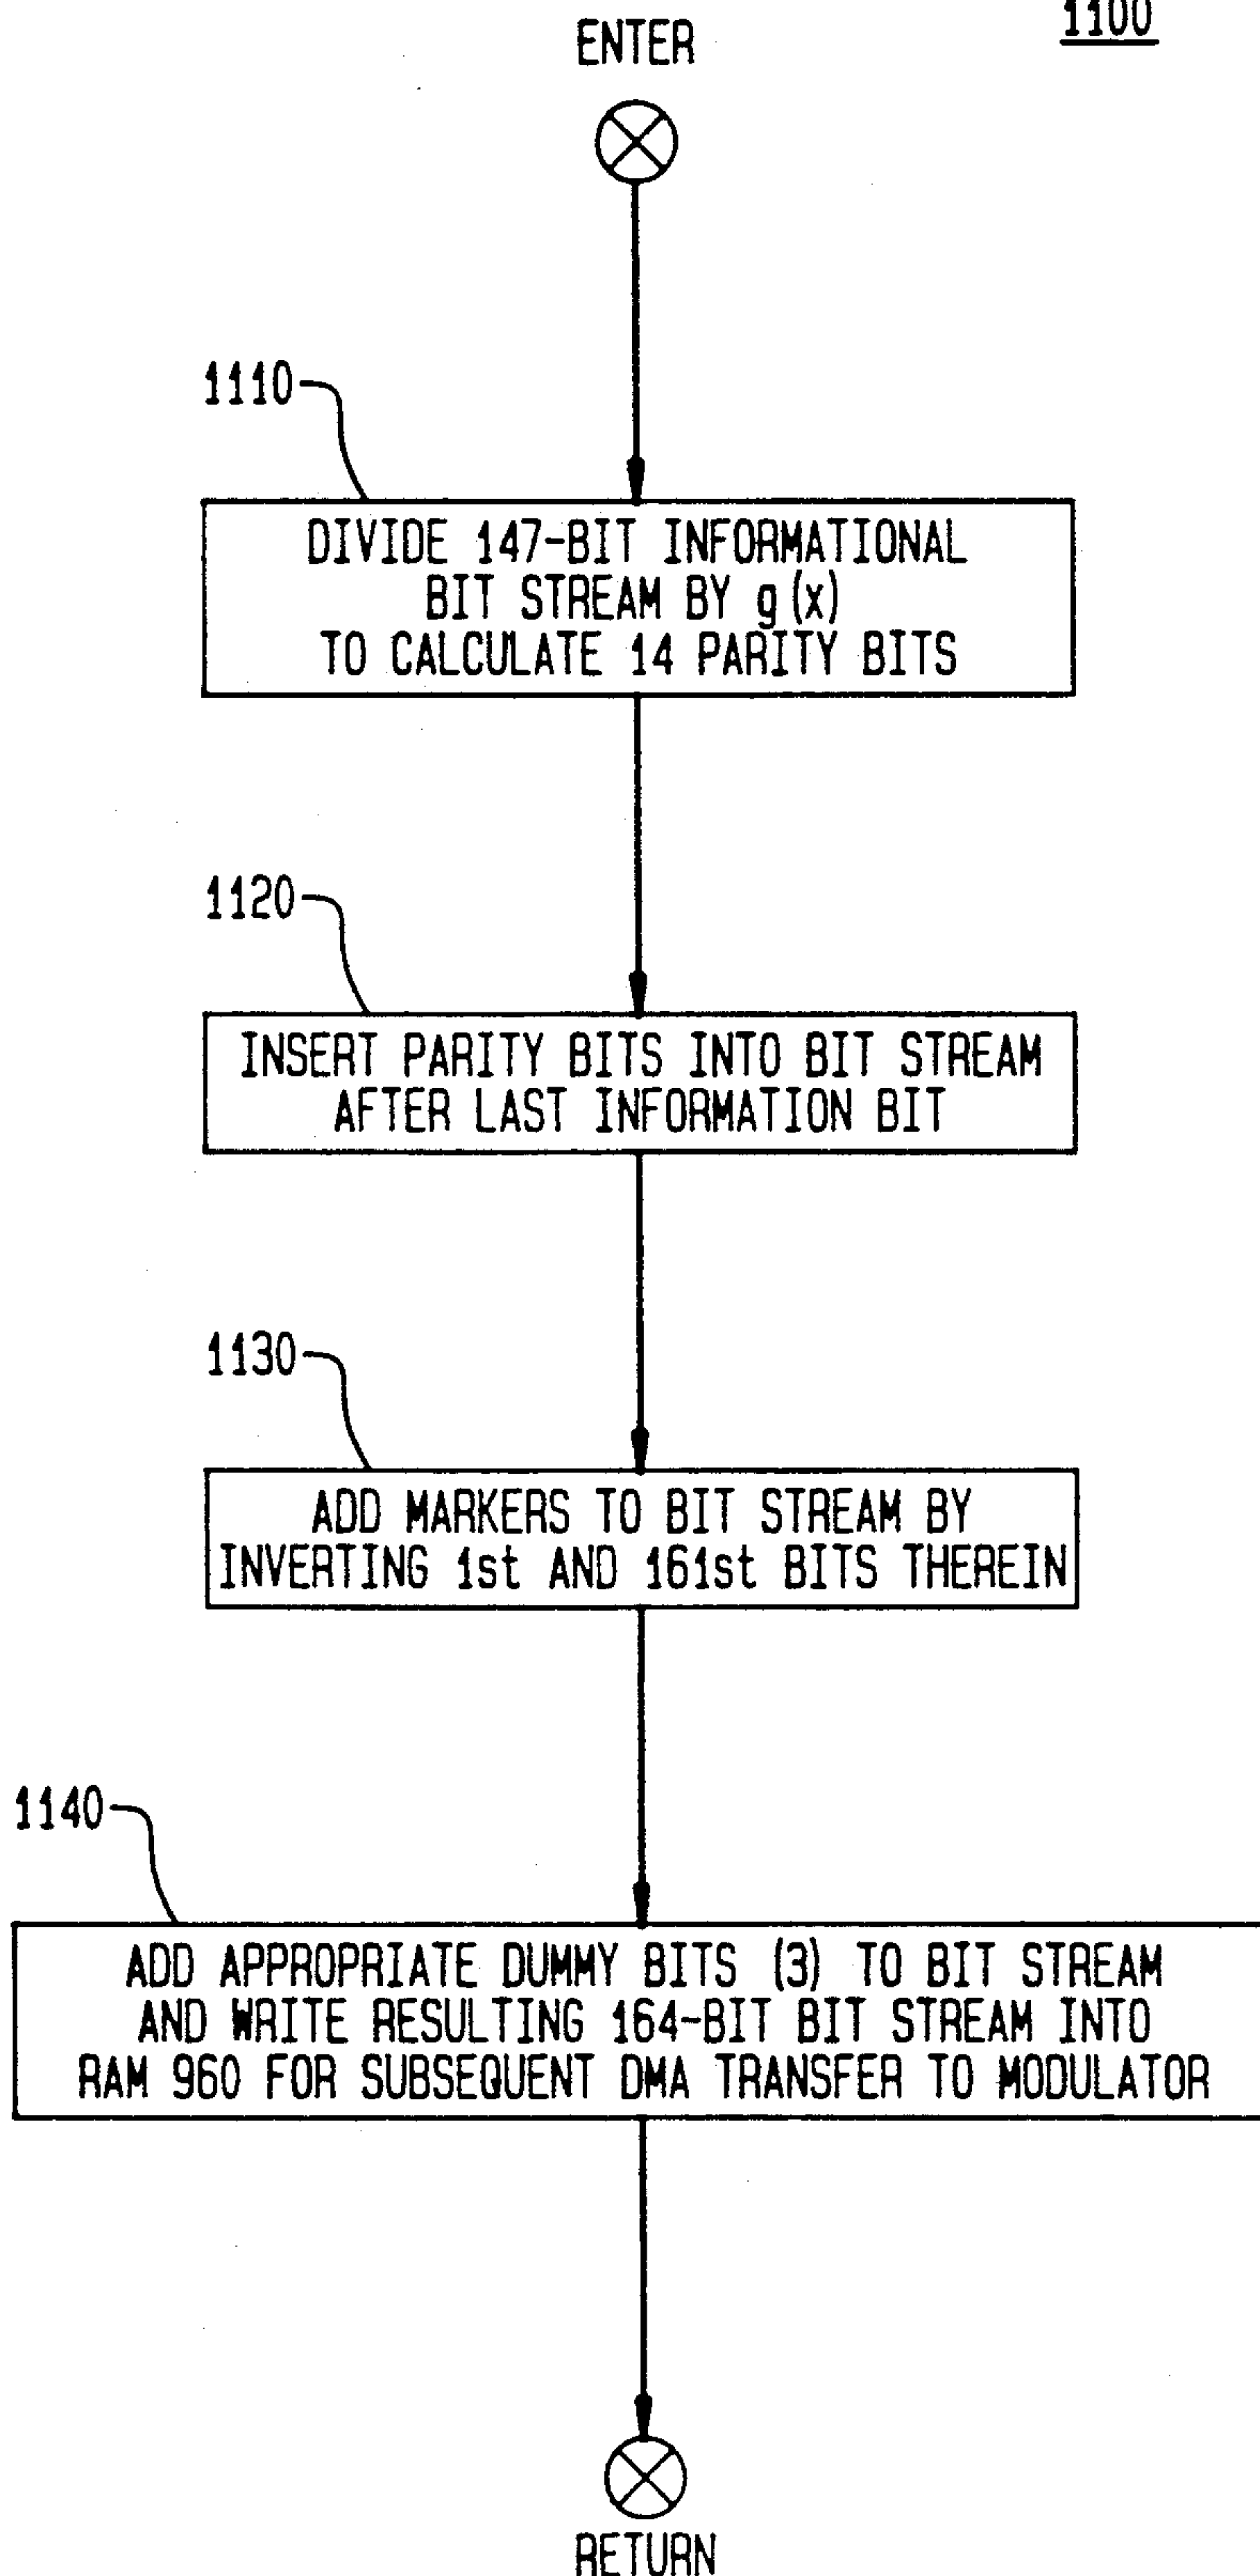 1100
ENTER
1110
DIVIDE 147-BIT INFORMATIONAL
BIT STREAM BY g(x)
TO CALCULATE 14 PARITY BITS
1120
INSERT PARITY BITS INTO BIT STREAM
AFTER LAST INFORMATION BIT
1130
ADD MARKERS TO BIT STREAM BY
INVERTING 1st AND 161st BITS THEREIN
1140
ADD APPROPRIATE DUMMY BITS (3) TO BIT STREAM
AND WRITE RESULTING 164-BIT BIT STREAM INTO
RAM 960 FOR SUBSEQUENT DMA TRANSFER TO MODULATOR
RETURN